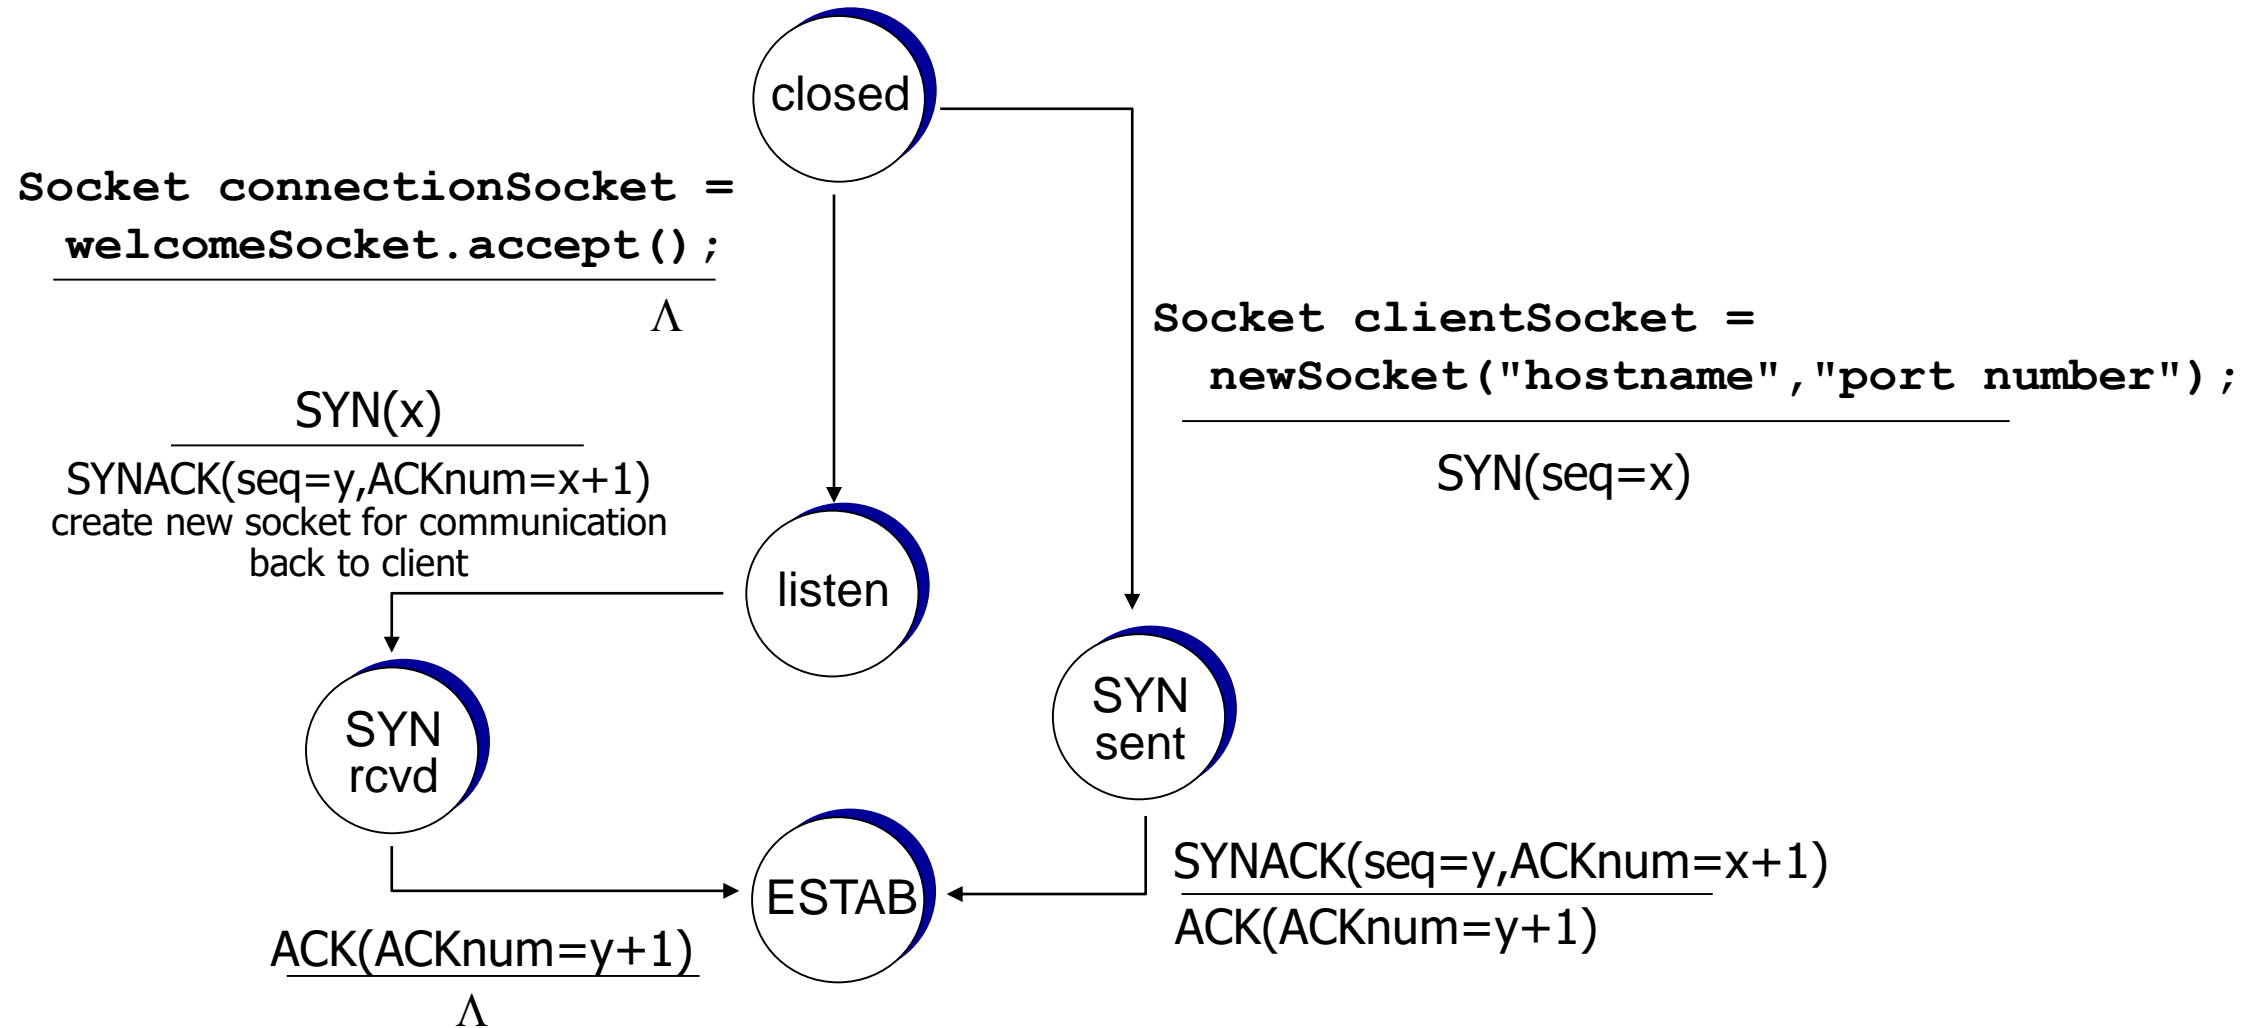 closed
Socket connectionSocket =
welcomeSocket.accept();
Λ
Socket clientSocket =
newSocket("hostname","port number");
SYN(seq=x)
SYN(x)
SYNACK(seq=y,ACKnum=x+1)
create new socket for communication
back to client
listen
SYN
rcvd
SYN
sent
ESTAB
SYNACK(seq=y,ACKnum=x+1)
ACK(ACKnum=y+1)
ACK(ACKnum=y+1)
Λ